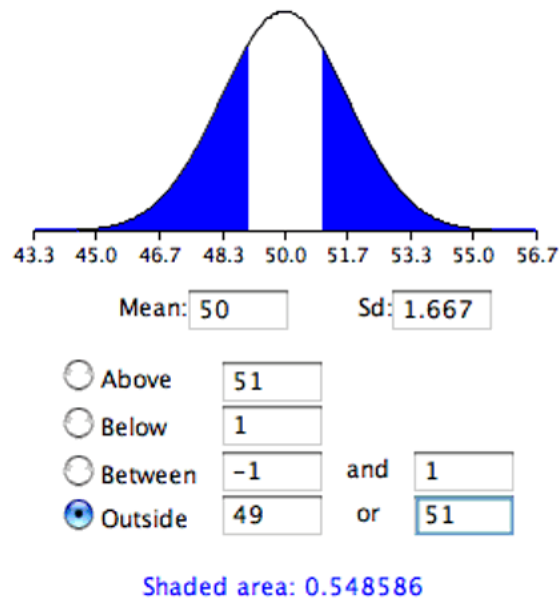 43.3 45.0 46.7 48.3 50.0 51.7 53.3 55.0 56.7
Mean: 50 Sd: 1.667
Above 51
Below 1
Between -1 and 1
Outside 49 or 51
Shaded area: 0.548586